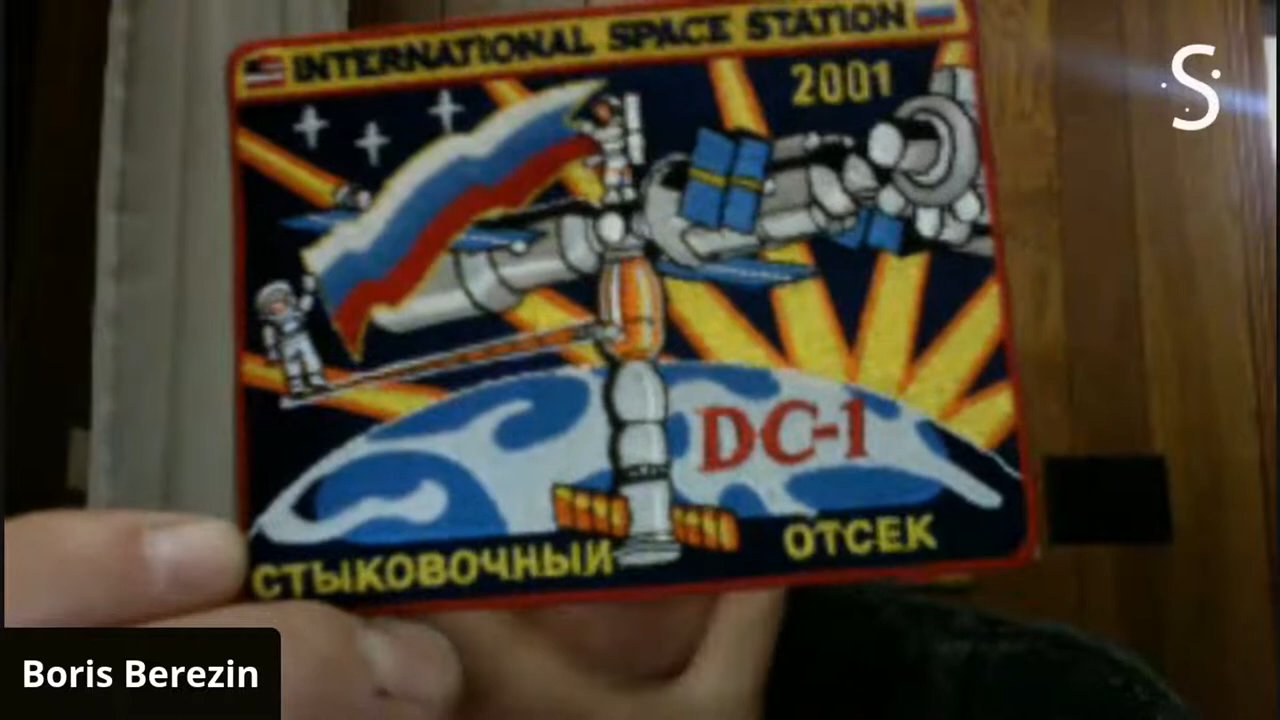 INTERNATIONAL SPACE STATION
2001
DC-1
СТЫКОВОЧНЫЙ ОТСЕК
S
Boris Berezin